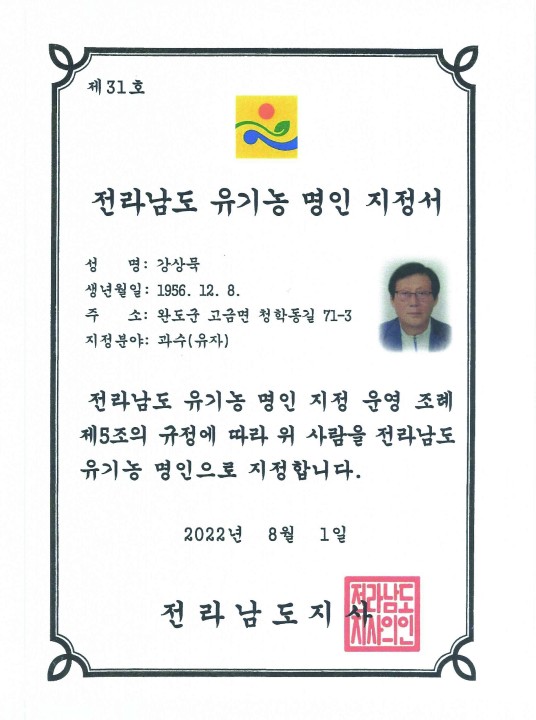 제 31 호
전라남도 유기농 명인 지정서
성 명: 강상묵
생년월일: 1956. 12. 8.
주 소: 완도군 고금면 청학동길 71-3
지정분야: 과수(유자)
전라남도 유기농 명인 지정 운영 조례
제5조의 규정에 따라 위 사람을 전라남도
유기농 명인으로 지정합니다.
2022년 8월 1일
전라남도지사
전라남도
지사의인